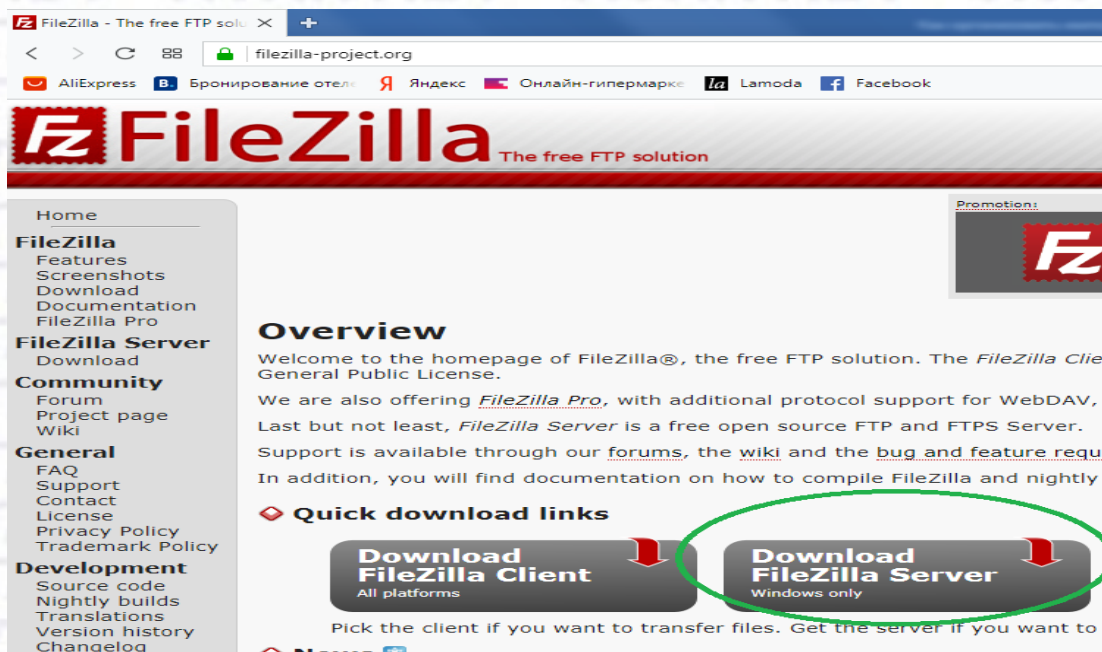 FileZilla - The free FTP solu
filezilla-project.org
AliExpress Бронирование отеле Яндекс Онлайн-гипермарке Lamoda Facebook
FileZilla The free FTP solution
Promotion:
Home
FileZilla
Features
Screenshots
Download
Documentation
FileZilla Pro
FileZilla Server
Download
Community
Forum
Project page
Wiki
General
FAQ
Support
Contact
License
Privacy Policy
Trademark Policy
Development
Source code
Nightly builds
Translations
Version history
Changelog
Overview
Welcome to the homepage of FileZilla®, the free FTP solution. The FileZilla Clie
General Public License.
We are also offering FileZilla Pro, with additional protocol support for WebDAV,
Last but not least, FileZilla Server is a free open source FTP and FTPS Server.
Support is available through our forums, the wiki and the bug and feature requ
In addition, you will find documentation on how to compile FileZilla and nightly
Quick download links
Download
FileZilla Client
All platforms
Download
FileZilla Server
Windows only
Pick the client if you want to transfer files. Get the server if you want to
News